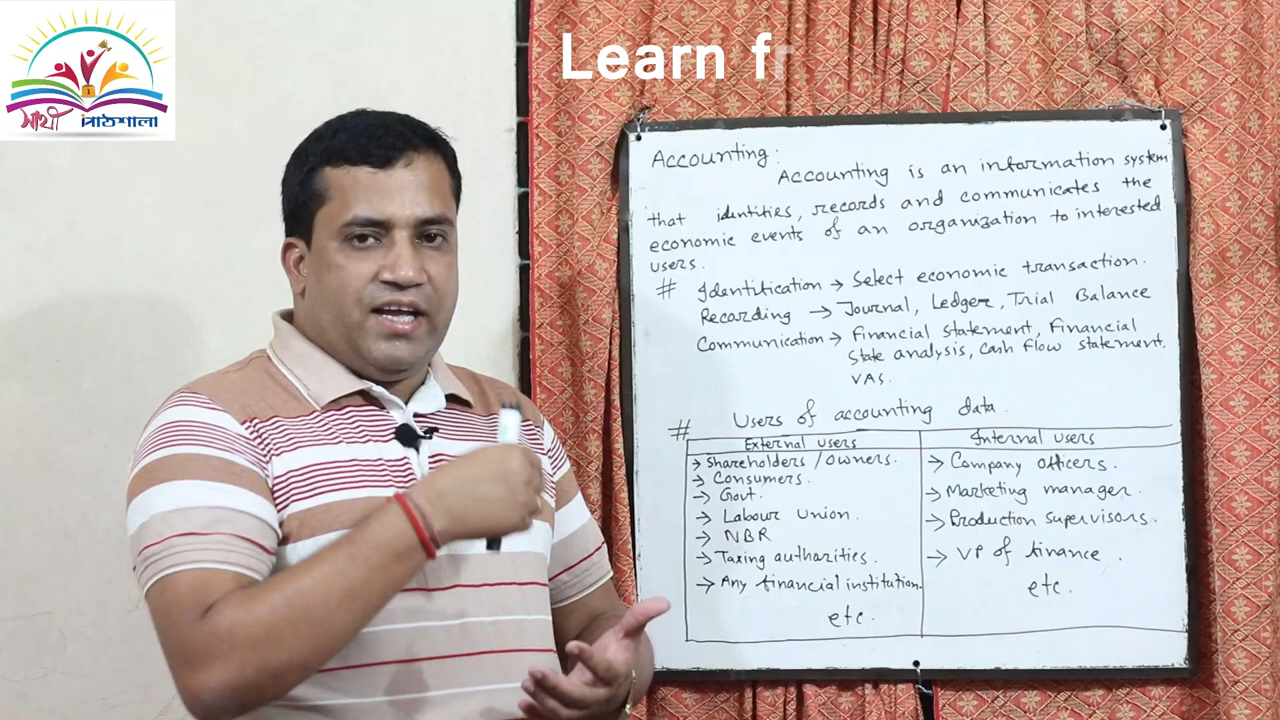 সাথী পাঠশালা
Learn fr
Accounting:
Accounting is an information system
that identifies, records and communicates the
economic events of an organization to interested
users.
# Identification → Select economic transaction.
Recording → Journal, Ledger, Trial Balance
Communication → Financial statement, Financial
State analysis, Cash flow statement.
VAS.
# Users of accounting data.
External users
→ Shareholders / owners.
→ Consumers.
→ Govt.
→ Labour Union.
→ NBR
→ Taxing authorities.
→ Any financial institution.
etc.
Internal users
→ Company officers.
→ Marketing manager.
→ Production supervisors.
→ VP of finance.
etc.